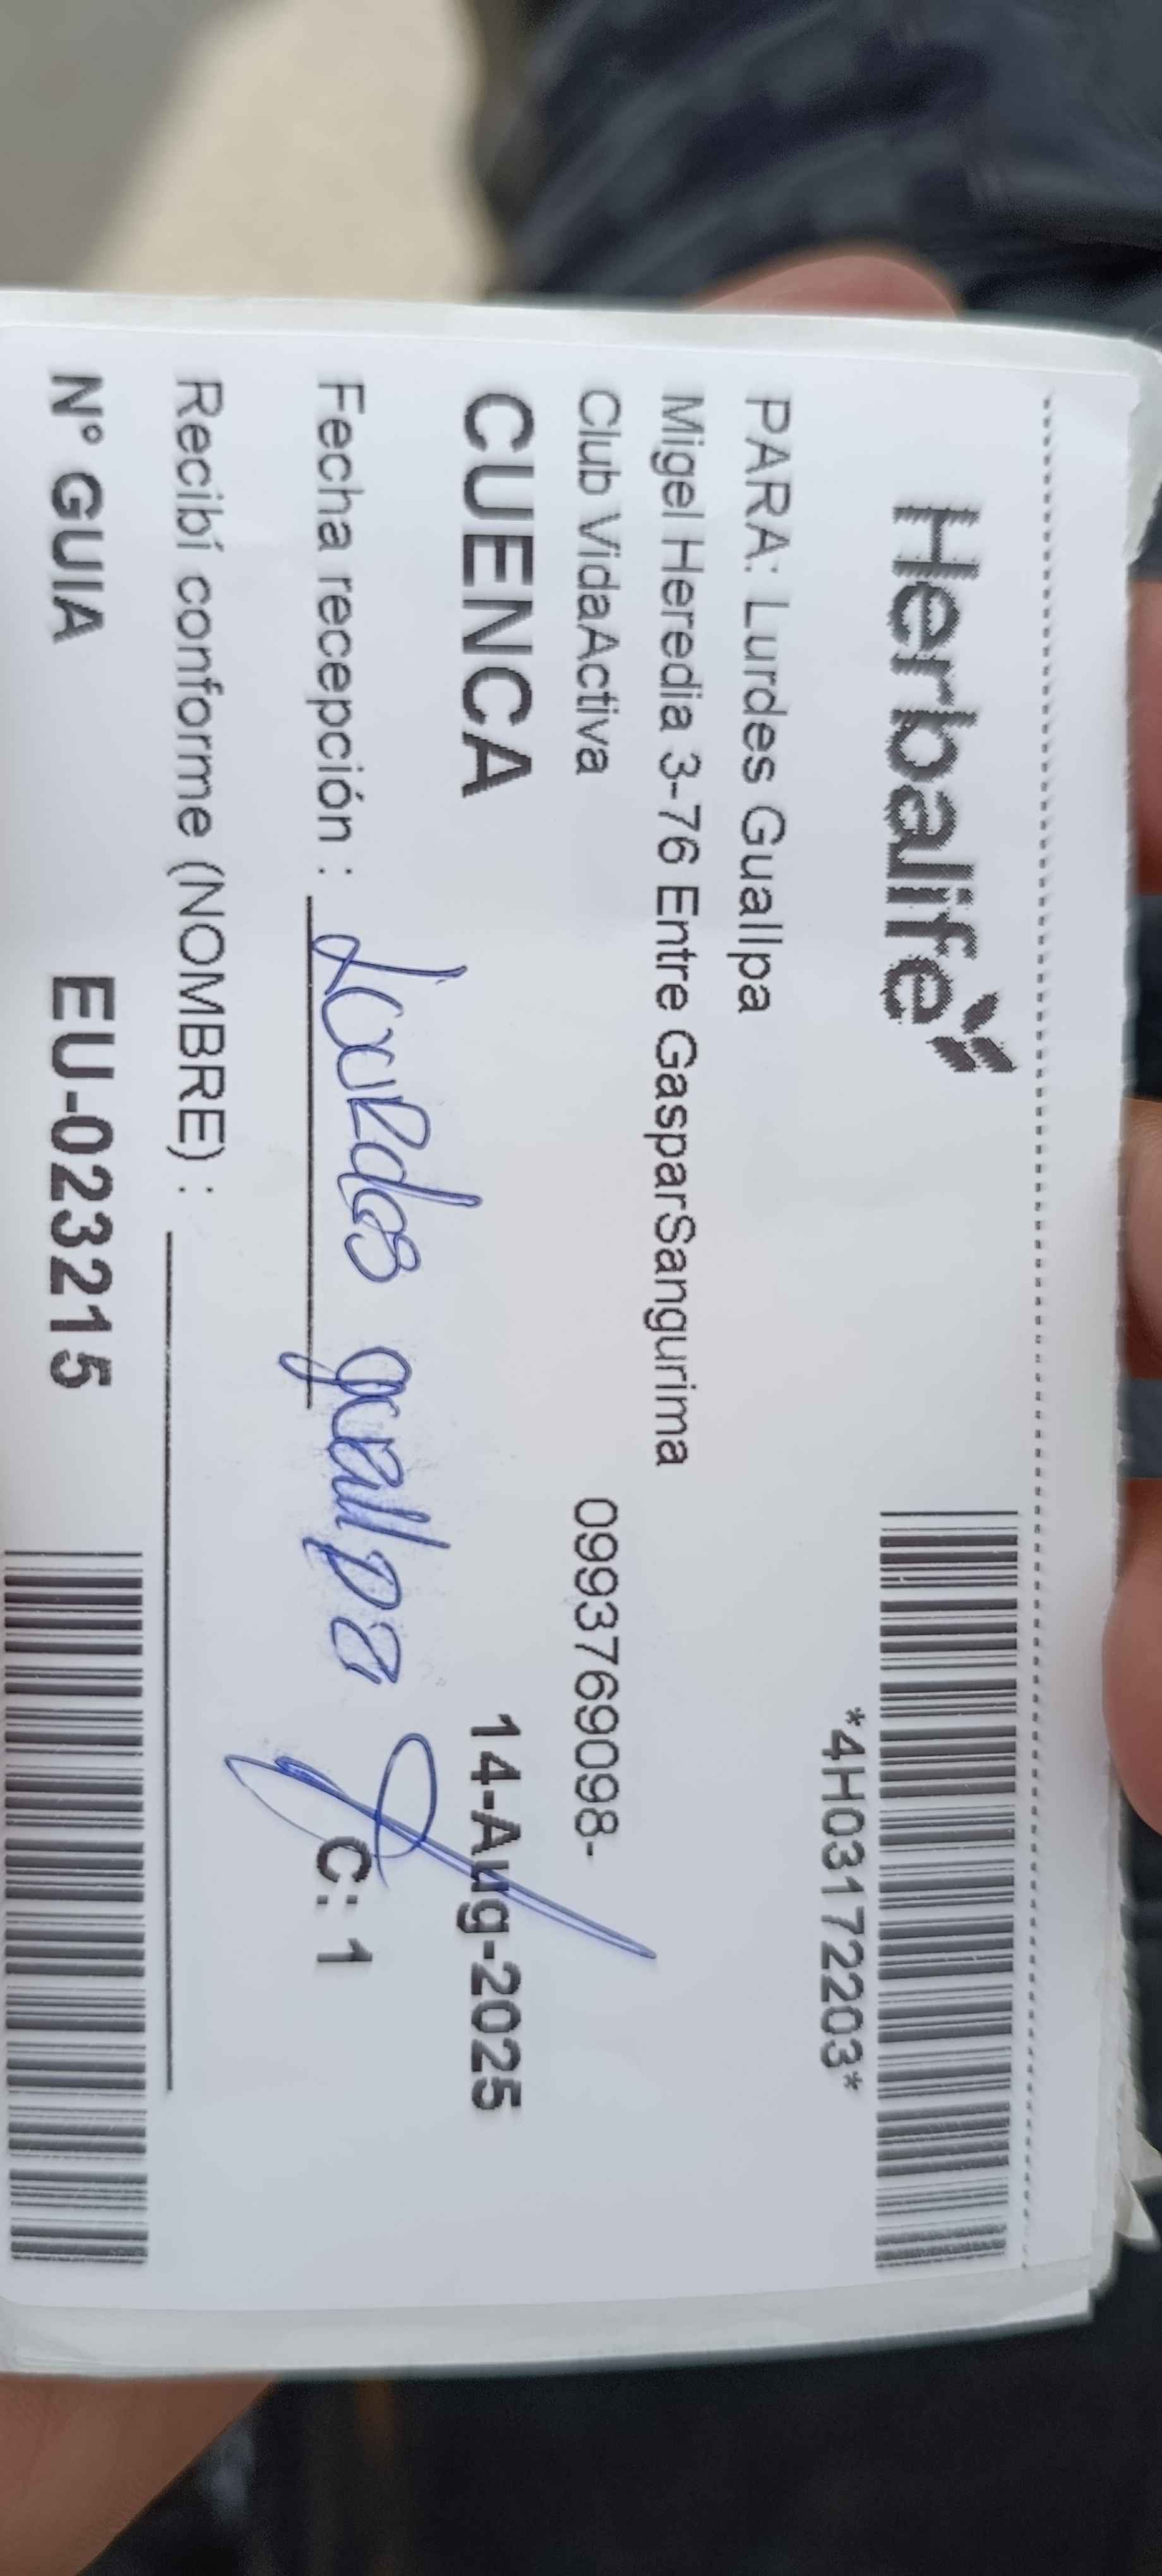 Herbalife
*4H03172203*
PARA: Lurdes Guallpa
Migel Heredia 3-76 Entre GasparSangurima
Club VidaActiva 0993769098-
CUENCA 14-Aug-2025
Fecha recepción : Lourdes guallpa
C: 1
Recibí conforme (NOMBRE) :
N° GUIA EU-023215